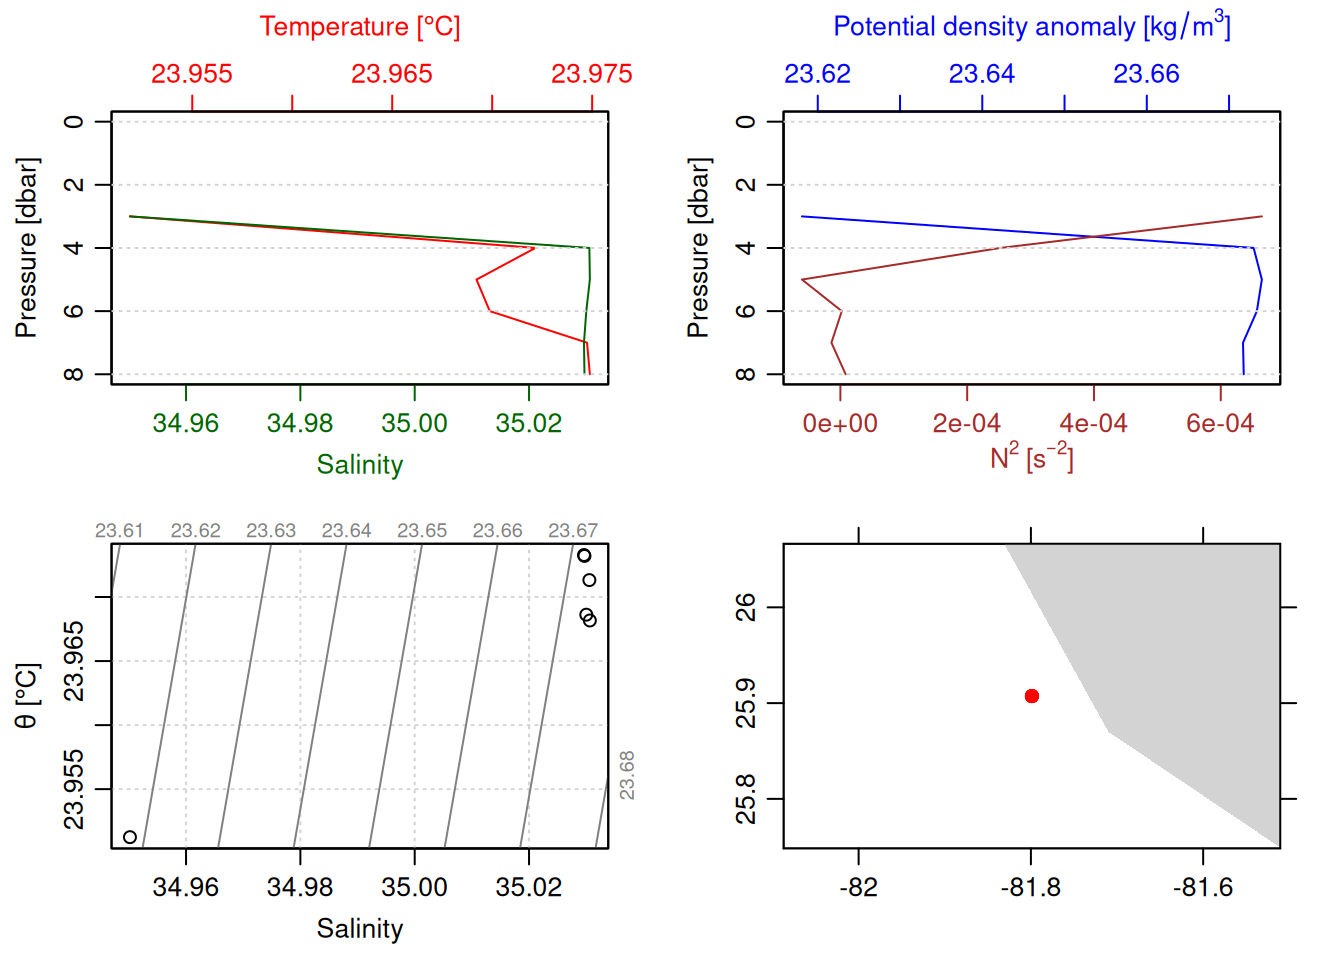 Temperature [°C]
23.955 23.965 23.975
0
2
4
6
8
Pressure [dbar]
34.96 34.98 35.00 35.02
Salinity
Potential density anomaly [kg/m³]
23.62 23.64 23.66
0
2
4
6
8
Pressure [dbar]
0e+00 2e-04 4e-04 6e-04
N² [s⁻²]
23.61 23.62 23.63 23.64 23.65 23.66 23.67
23.68
23.965
23.955
θ [°C]
34.96 34.98 35.00 35.02
Salinity
26
25.9
25.8
-82 -81.8 -81.6